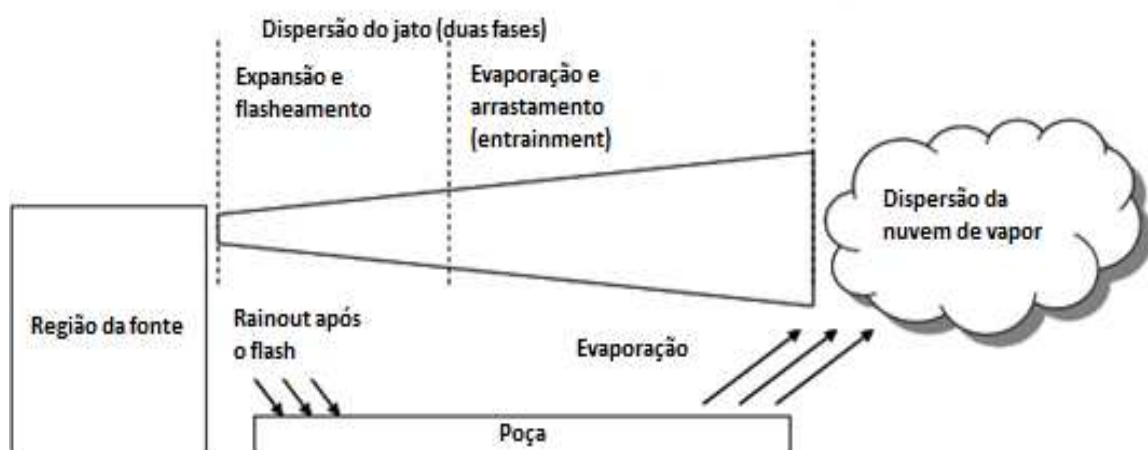 Dispersão do jato (duas fases)
Expansão e
flasheamento
Evaporação e
arrastamento
(entrainment)
Dispersão da
nuvem de vapor
Região da fonte
Rainout após
o flash
Evaporação
Poça